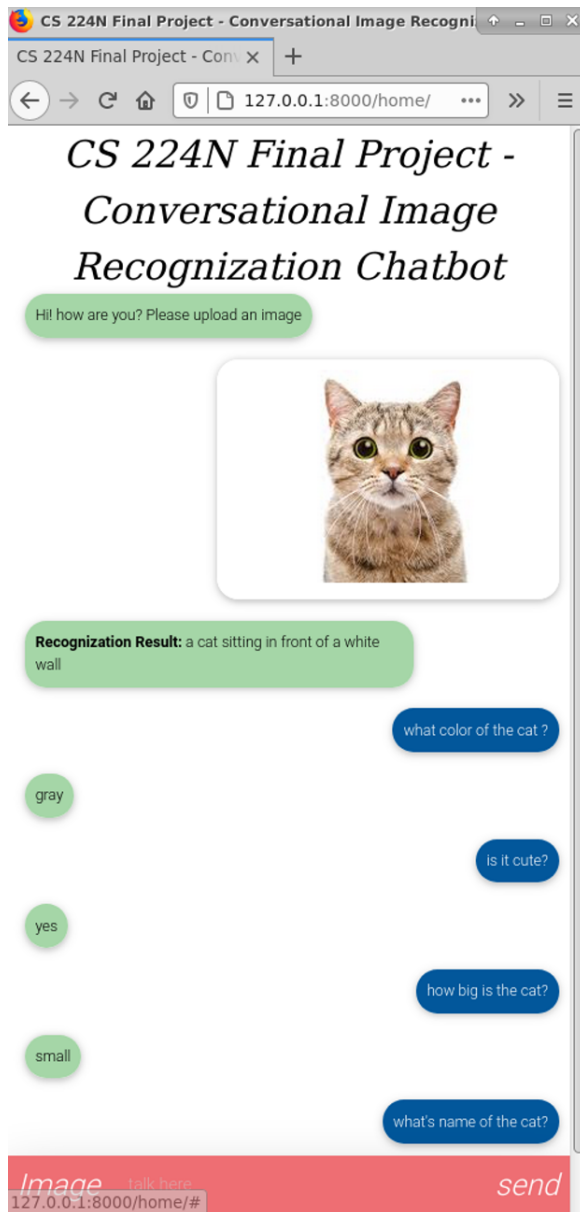 CS 224N Final Project - Conversational Image Recogni
CS 224N Final Project - Conv
127.0.0.1:8000/home/
CS 224N Final Project -
Conversational Image
Recognization Chatbot
Hi! how are you? Please upload an image
Recognization Result: a cat sitting in front of a white
wall
what color of the cat ?
gray
is it cute?
yes
how big is the cat?
small
what's name of the cat?
Image talk here send
127.0.0.1:8000/home/#